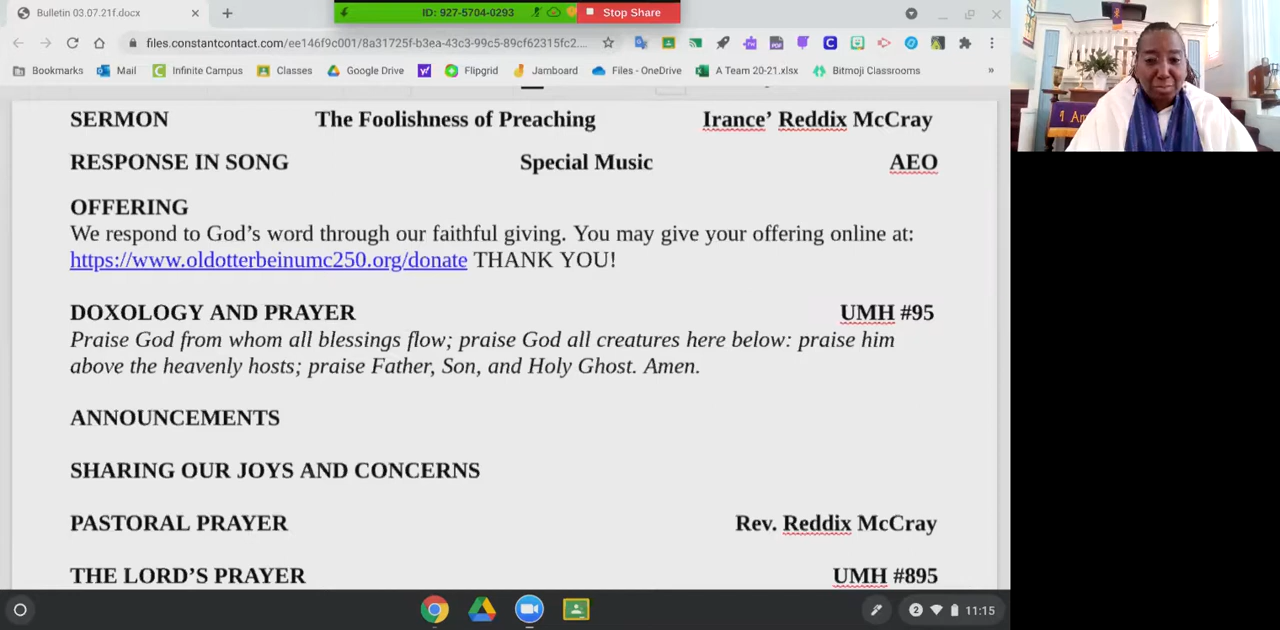 Bulletin 03.07.21f.docx
ID: 927-5704-0293
Stop Share
files.constantcontact.com/ee146f9c001/8a31725f-b3ea-43c3-99c5-89cf62315fc2....
Bookmarks Mail Infinite Campus Classes Google Drive Flipgrid Jamboard Files - OneDrive A Team 20-21.xlsx Bitmoji Classrooms »
SERMON The Foolishness of Preaching Irance’ Reddix McCray
RESPONSE IN SONG Special Music AEO
OFFERING
We respond to God’s word through our faithful giving. You may give your offering online at:
https://www.oldotterbeinumc250.org/donate THANK YOU!
DOXOLOGY AND PRAYER UMH #95
Praise God from whom all blessings flow; praise God all creatures here below: praise him
above the heavenly hosts; praise Father, Son, and Holy Ghost. Amen.
ANNOUNCEMENTS
SHARING OUR JOYS AND CONCERNS
PASTORAL PRAYER Rev. Reddix McCray
THE LORD’S PRAYER UMH #895
2 11:15
I Am